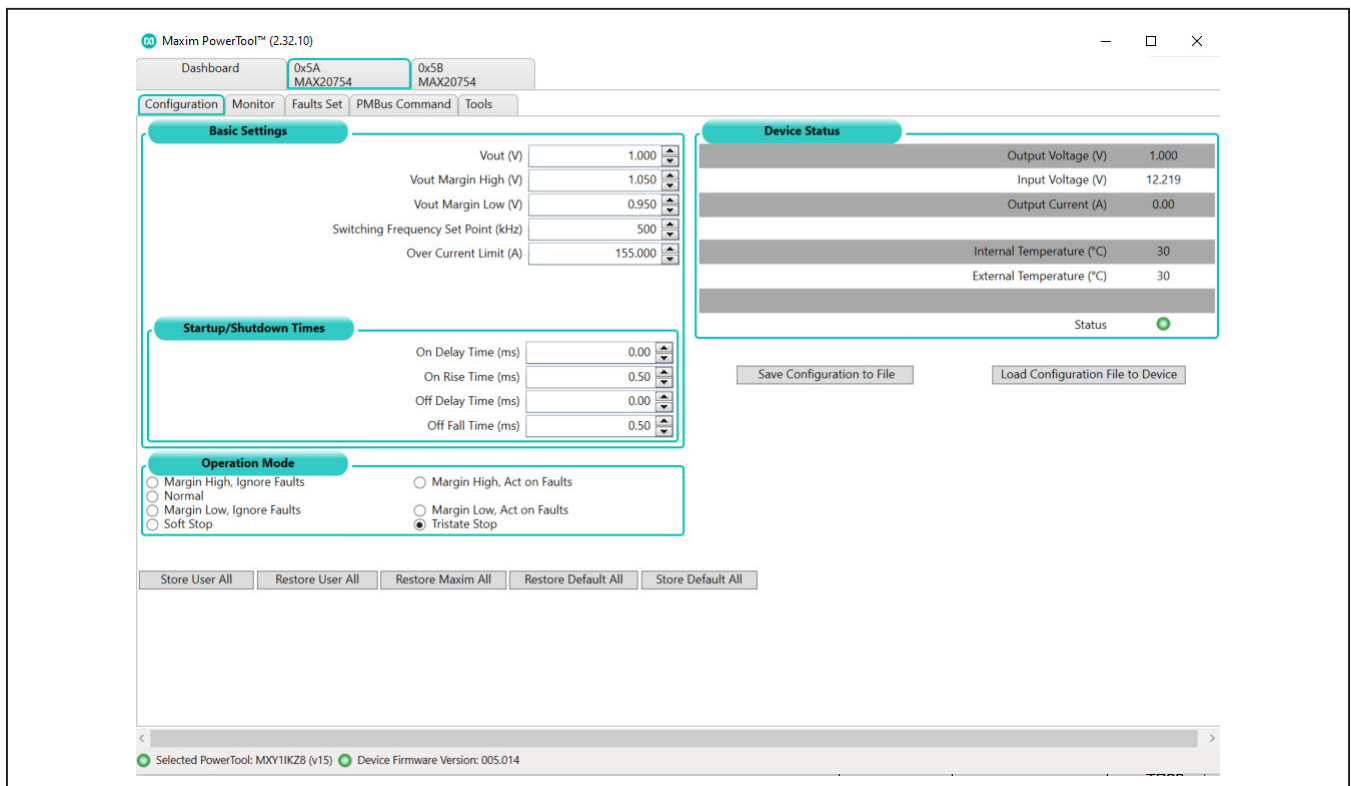 Maxim PowerTool™ (2.32.10)
Dashboard
0x5A
MAX20754
0x5B
MAX20754
Configuration Monitor Faults Set PMBus Command Tools
Basic Settings
Vout (V) 1.000
Vout Margin High (V) 1.050
Vout Margin Low (V) 0.950
Switching Frequency Set Point (kHz) 500
Over Current Limit (A) 155.000
Startup/Shutdown Times
On Delay Time (ms) 0.00
On Rise Time (ms) 0.50
Off Delay Time (ms) 0.00
Off Fall Time (ms) 0.50
Operation Mode
Margin High, Ignore Faults Margin High, Act on Faults
Normal
Margin Low, Ignore Faults Margin Low, Act on Faults
Soft Stop Tristate Stop
Device Status
Output Voltage (V) 1.000
Input Voltage (V) 12.219
Output Current (A) 0.00
Internal Temperature (°C) 30
External Temperature (°C) 30
Status
Save Configuration to File Load Configuration File to Device
Store User All Restore User All Restore Maxim All Restore Default All Store Default All
Selected PowerTool: MXY1IKZ8 (v15) Device Firmware Version: 005.014